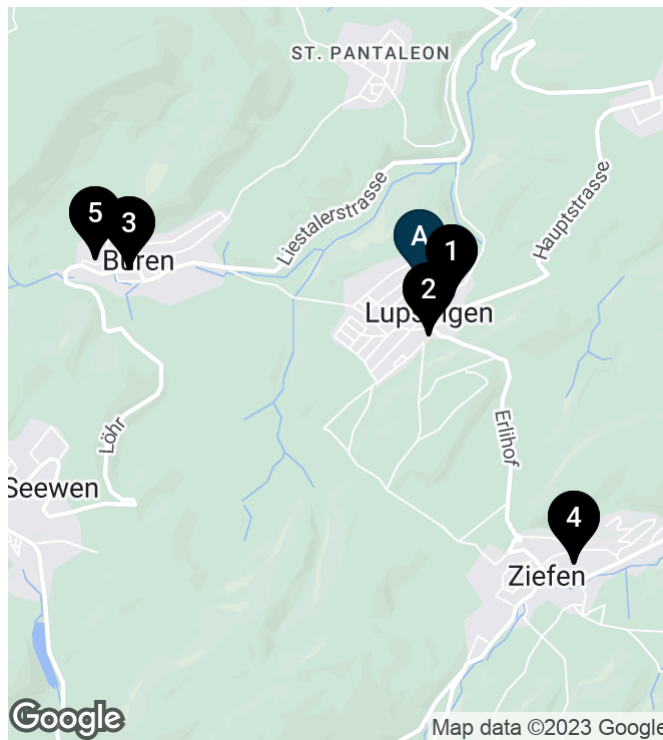 ST. PANTALEON
Hauptstrasse
Liestalerstrasse
5
3
Büren
A
1
2
Lupsingen
Löhr
Erlihof
Seewen
4
Ziefen
Google
Map data ©2023 Google